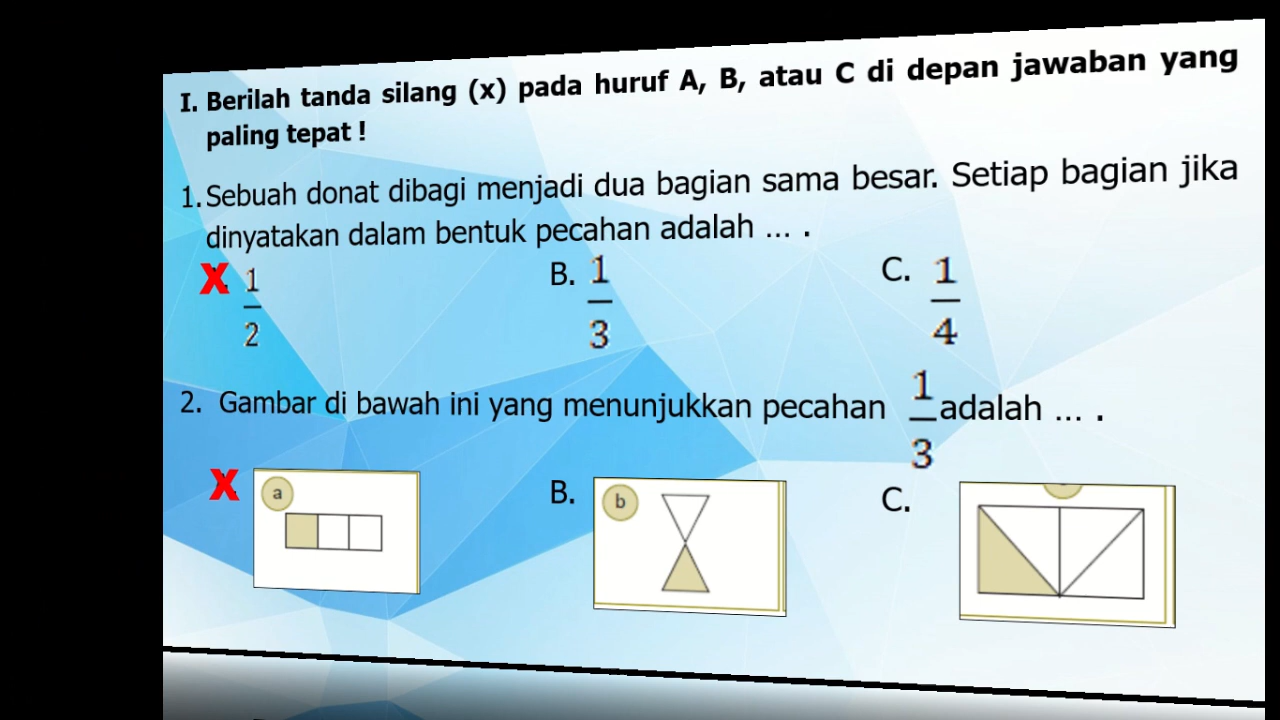 I. Berilah tanda silang (x) pada huruf A, B, atau C di depan jawaban yang
paling tepat !
1. Sebuah donat dibagi menjadi dua bagian sama besar. Setiap bagian jika
dinyatakan dalam bentuk pecahan adalah ... .
X 1/2 B. 1/3 C. 1/4
2. Gambar di bawah ini yang menunjukkan pecahan 1/3 adalah ... .
X a B. b C.